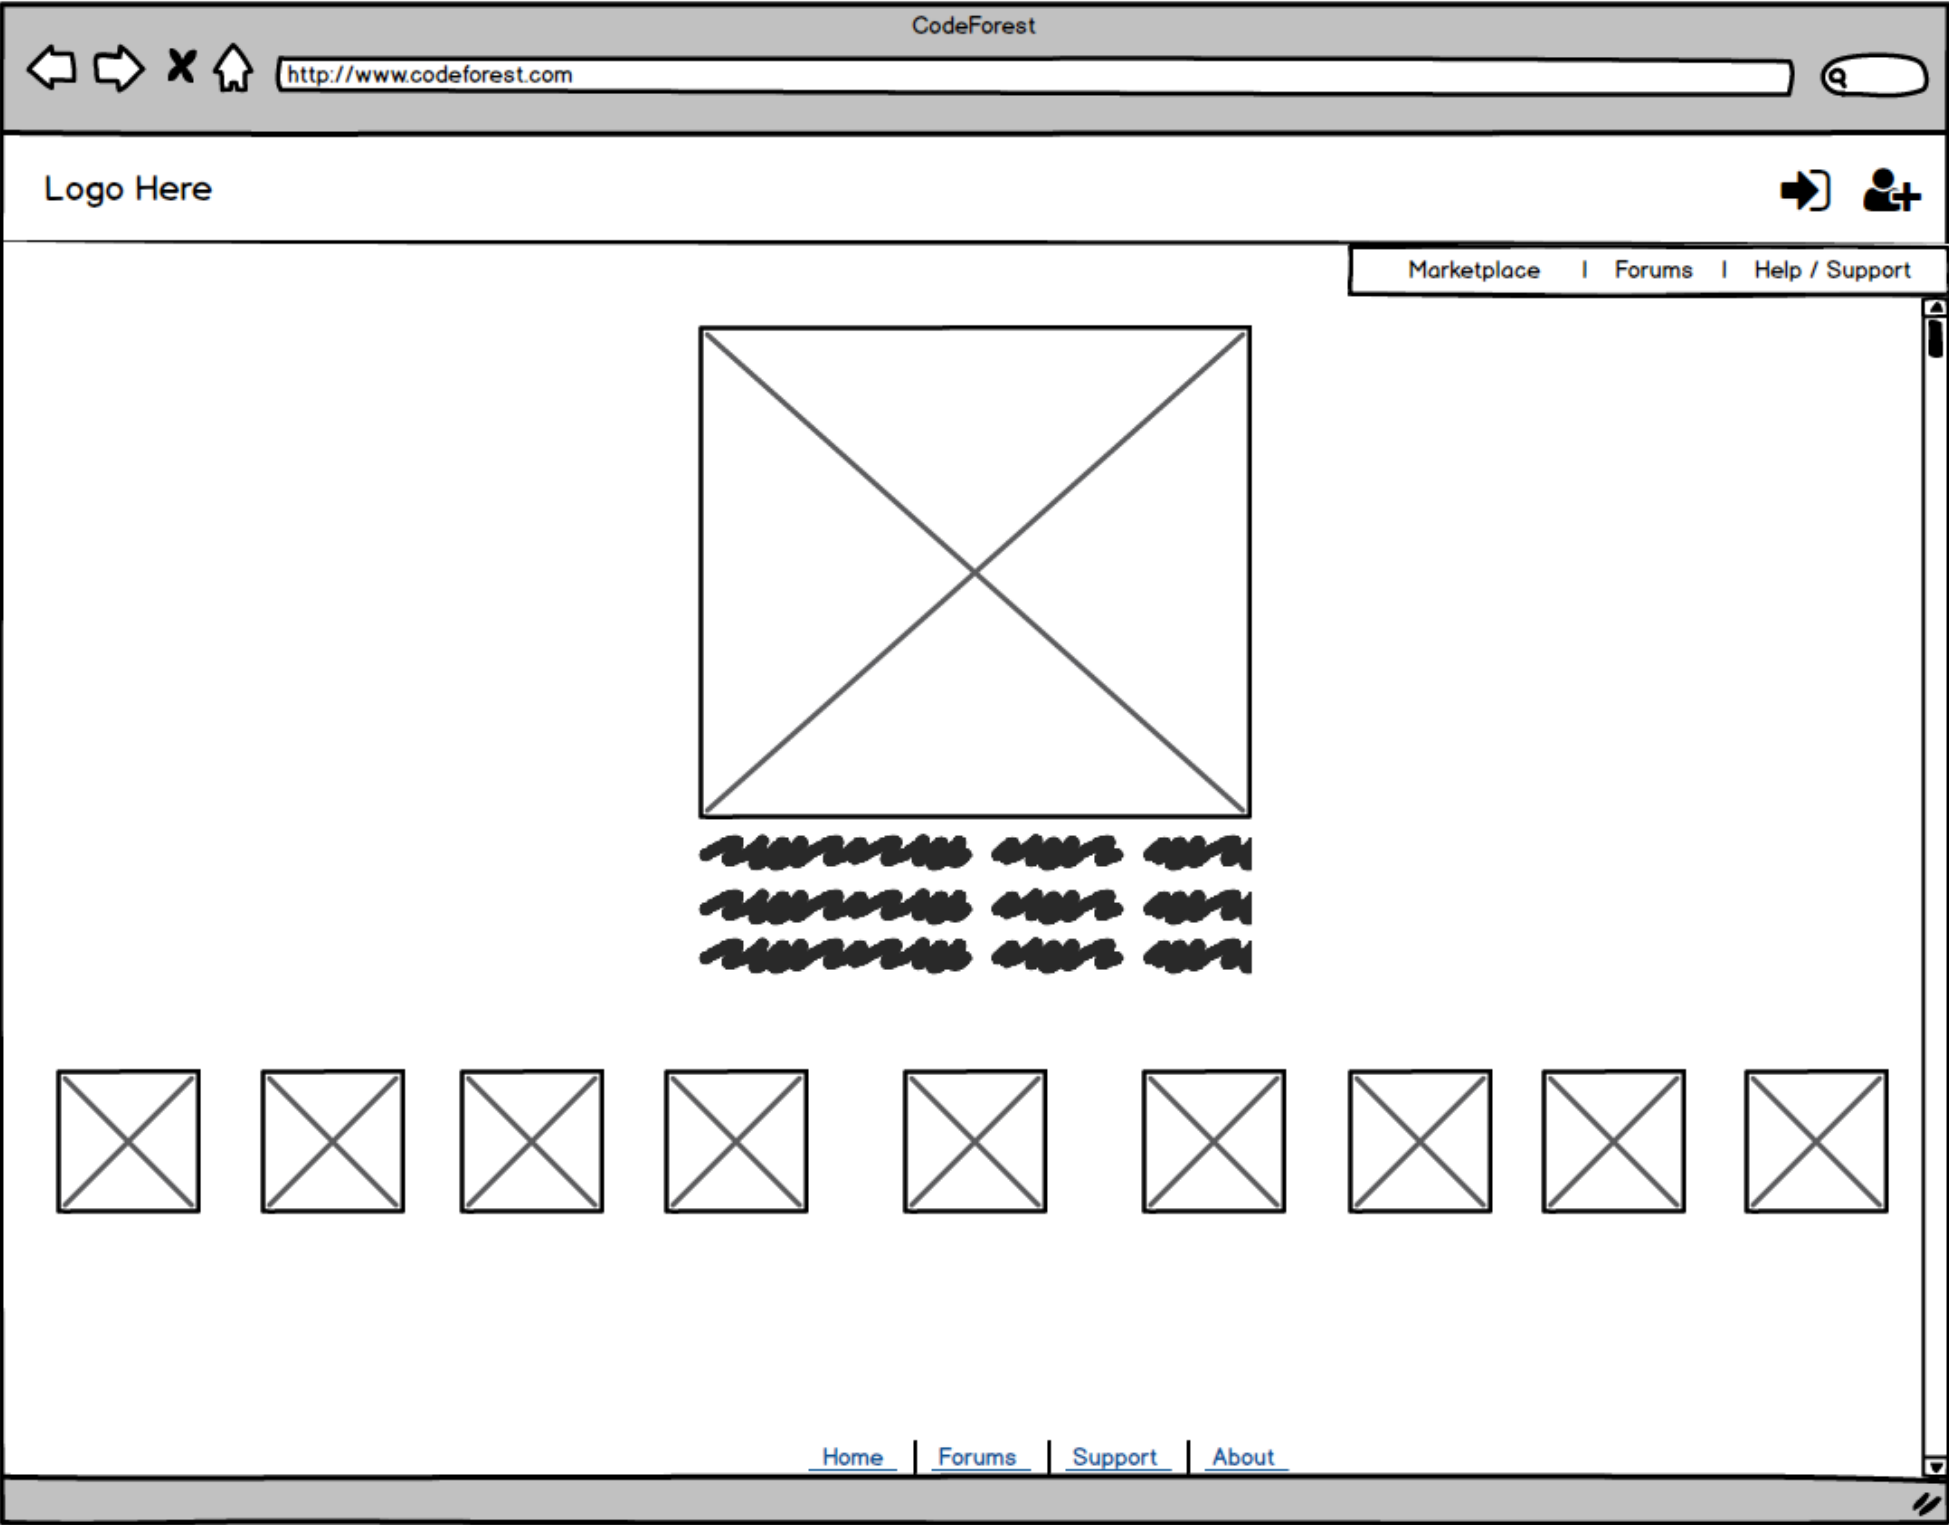 CodeForest
http://www.codeforest.com
Logo Here
Marketplace | Forums | Help / Support
Home | Forums | Support | About